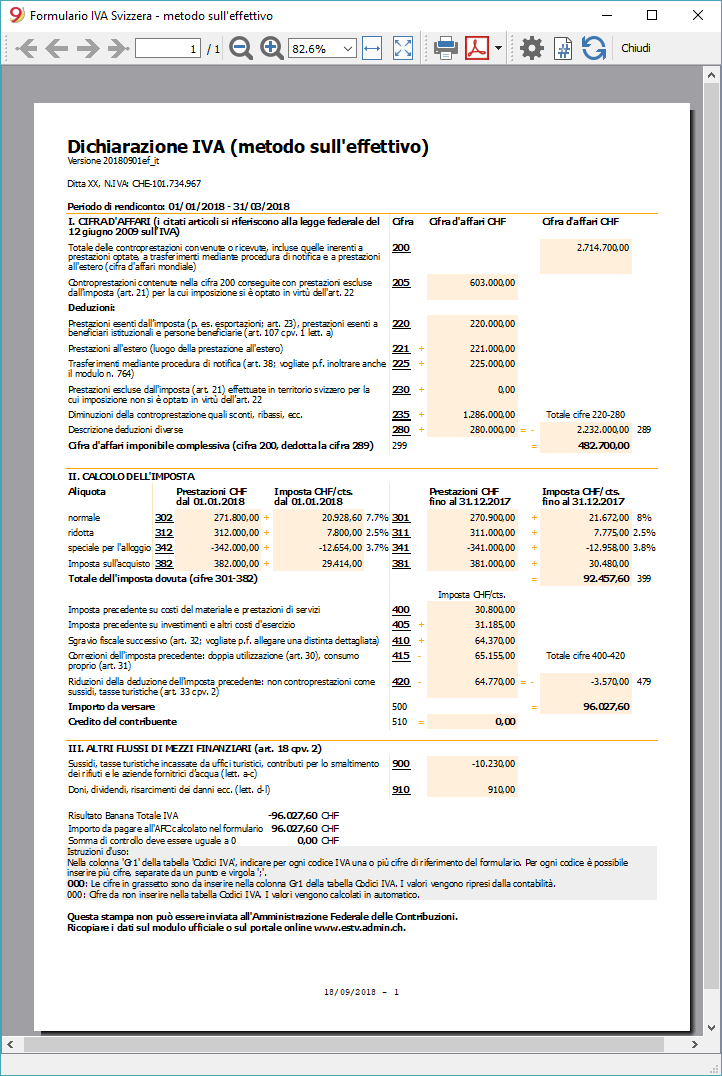 Formulario IVA Svizzera - metodo sull'effettivo
1 / 1 82.6% Chiudi
Dichiarazione IVA (metodo sull'effettivo)
Versione 20180901ef_it
Ditta XX, N.IVA: CHE-101.734.967
Periodo di rendiconto: 01/01/2018 - 31/03/2018
I. CIFRA D'AFFARI (i citati articoli si riferiscono alla legge federale del Cifra Cifra d'affari CHF Cifra d'affari CHF
12 giugno 2009 sull'IVA)
Totale delle controprestazioni convenute o ricevute, incluse quelle inerenti a 200 2.714.700,00
prestazioni optate, a trasferimenti mediante procedura di notifica e a prestazioni
all'estero (cifra d'affari mondiale)
Controprestazioni contenute nella cifra 200 conseguite con prestazioni escluse 205 603.000,00
dall'imposta (art. 21) per la cui imposizione si è optato in virtù dell'art. 22
Deduzioni:
Prestazioni esenti dall'imposta (p. es. esportazioni; art. 23), prestazioni esenti a 220 220.000,00
beneficiari istituzionali e persone beneficiarie (art. 107 cpv. 1 lett. a)
Prestazioni all'estero (luogo della prestazione all'estero) 221 + 221.000,00
Trasferimenti mediante procedura di notifica (art. 38; vogliate p.f. inoltrare anche 225 + 225.000,00
il modulo n. 764)
Prestazioni escluse dall'imposta (art. 21) effettuate in territorio svizzero per la 230 + 0,00
cui imposizione non si è optato in virtù dell'art. 22
Diminuzioni della controprestazione quali sconti, ribassi, ecc. 235 + 1.286.000,00 Totale cifre 220-280
Descrizione deduzioni diverse 280 + 280.000,00 = - 2.232.000,00 289
Cifra d'affari imponibile complessiva (cifra 200, dedotta la cifra 289) 299 = 482.700,00
II. CALCOLO DELL'IMPOSTA
Aliquota Prestazioni CHF Imposta CHF/cts. Prestazioni CHF Imposta CHF/cts.
dal 01.01.2018 dal 01.01.2018 fino al 31.12.2017 fino al 31.12.2017
normale 302 271.800,00 + 20.928,60 7.7% 301 270.900,00 + 21.672,00 8%
ridotta 312 312.000,00 + 7.800,00 2.5% 311 311.000,00 + 7.775,00 2.5%
speciale per l'alloggio 342 -342.000,00 + -12.654,00 3.7% 341 -341.000,00 + -12.958,00 3.8%
Imposta sull'acquisto 382 382.000,00 + 29.414,00 381 381.000,00 + 30.480,00
Totale dell'imposta dovuta (cifre 301-382) = 92.457,60 399
Imposta CHF/cts.
Imposta precedente su costi del materiale e prestazioni di servizi 400 30.800,00
Imposta precedente su investimenti e altri costi d'esercizio 405 + 31.185,00
Sgravio fiscale successivo (art. 32; vogliate p.f. allegare una distinta dettagliata) 410 + 64.370,00
Correzioni dell'imposta precedente: doppia utilizzazione (art. 30), consumo 415 - 65.155,00 Totale cifre 400-420
proprio (art. 31)
Riduzioni della deduzione dell'imposta precedente: non controprestazioni come 420 - 64.770,00 = - -3.570,00 479
sussidi, tasse turistiche (art. 33 cpv. 2)
Importo da versare 500 = 96.027,60
Credito del contribuente 510 = 0,00
III. ALTRI FLUSSI DI MEZZI FINANZIARI (art. 18 cpv. 2)
Sussidi, tasse turistiche incassate da uffici turistici, contributi per lo smaltimento 900 -10.230,00
dei rifiuti e le aziende fornitrici d'acqua (lett. a-c)
Doni, dividendi, risarcimenti dei danni ecc. (lett. d-l) 910 910,00
Risultato Banana Totale IVA -96.027,60 CHF
Importo da pagare all'AFC calcolato nel formulario 96.027,60 CHF
Somma di controllo deve essere uguale a 0 0,00 CHF
Istruzioni d'uso:
Nella colonna 'Gr1' della tabella 'Codici IVA', indicare per ogni codice IVA una o più cifre di riferimento del formulario. Per ogni codice è possibile
inserire più cifre, separate da un punto e virgola ';'.
000: Le cifre in grassetto sono da inserire nella colonna Gr1 della tabella Codici IVA. I valori vengono ripresi dalla contabilità.
000: Cifre da non inserire nella tabella Codici IVA. I valori vengono calcolati in automatico.
Questa stampa non può essere inviata all'Amministrazione Federale delle Contribuzioni.
Ricopiare i dati sul modulo ufficiale o sul portale online www.estv.admin.ch.
18/09/2018 - 1